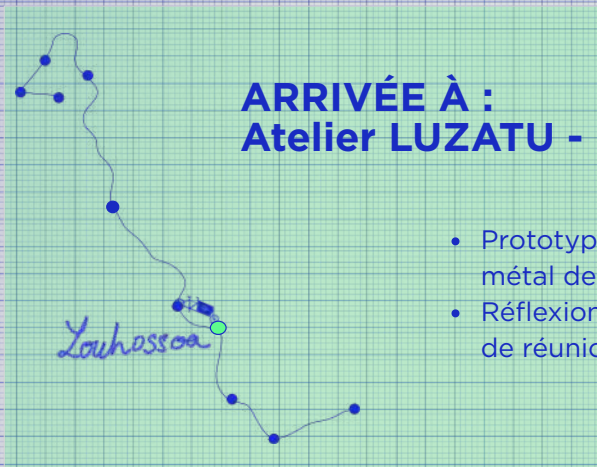 ARRIVÉE À :
Atelier LUZATU -
• Prototyp
métal de
• Réflexion
de réunio
Louhossoa